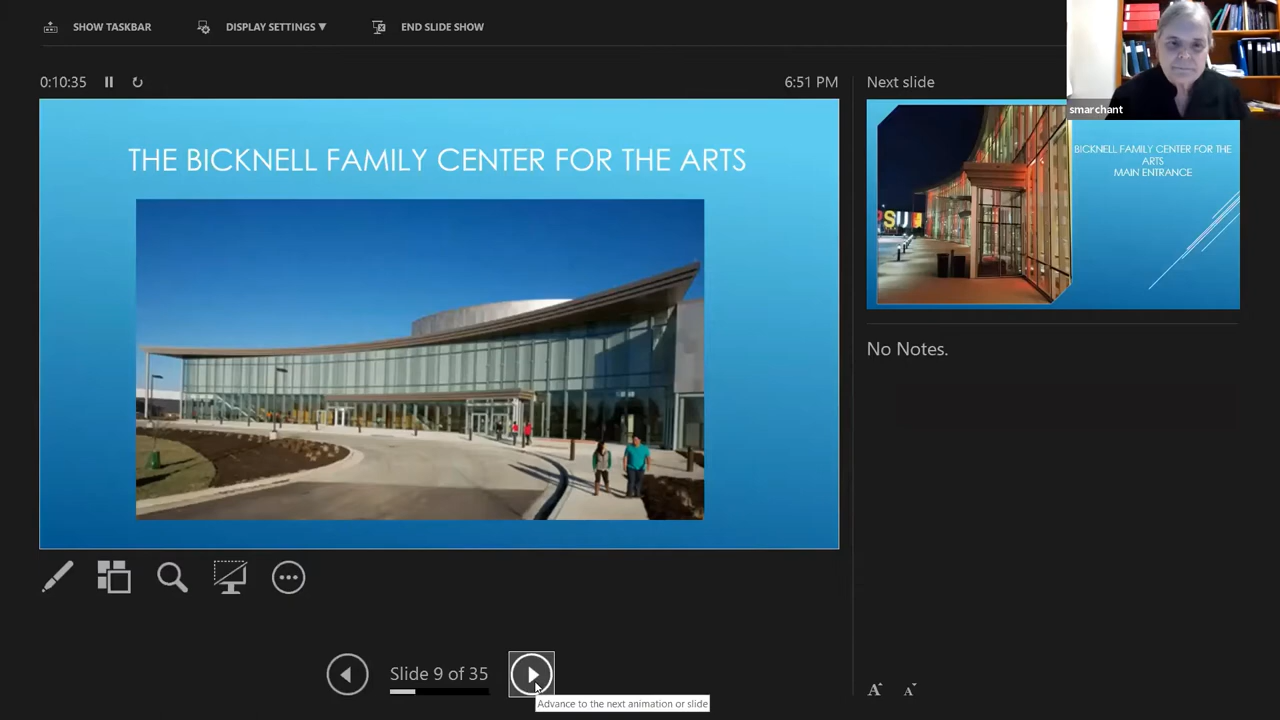 SHOW TASKBAR
DISPLAY SETTINGS ▼
END SLIDE SHOW
0:10:35
6:51 PM
THE BICKNELL FAMILY CENTER FOR THE ARTS
Next slide
smarchant
BICKNELL FAMILY CENTER FOR THE
ARTS
MAIN ENTRANCE
PSU
No Notes.
Slide 9 of 35
Advance to the next animation or slide
A
A